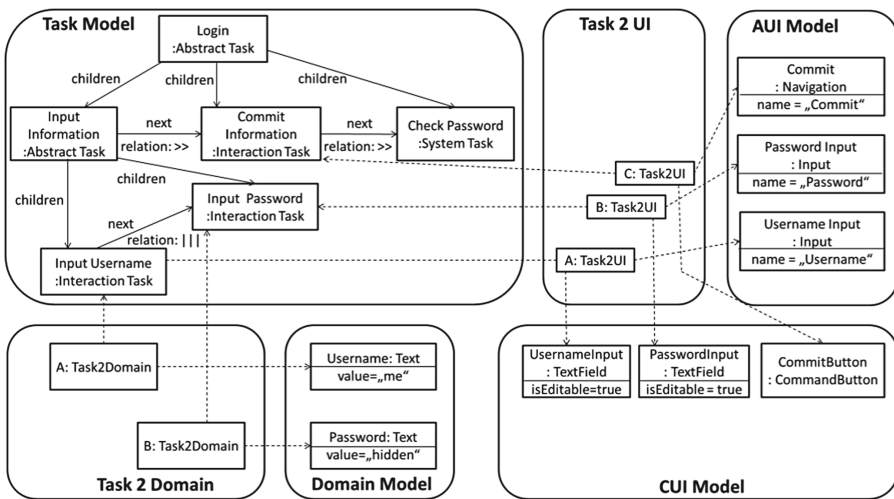 Task Model
Login
:Abstract Task
children
children
children
Input
Information
:Abstract Task
next
relation: >>
Commit
Information
:Interaction Task
next
relation: >>
Check Password
:System Task
children
children
Input Password
:Interaction Task
next
relation: |||
Input Username
:Interaction Task
Task 2 UI
C: Task2UI
B: Task2UI
A: Task2UI
AUI Model
Commit
: Navigation
name = „Commit“
Password Input
: Input
name = „Password“
Username Input
: Input
name = „Username“
A: Task2Domain
B: Task2Domain
Task 2 Domain
Username: Text
value=„me“
Password: Text
value=„hidden“
Domain Model
UsernameInput
: TextField
isEditable=true
PasswordInput
: TextField
isEditable = true
CommitButton
: CommandButton
CUI Model